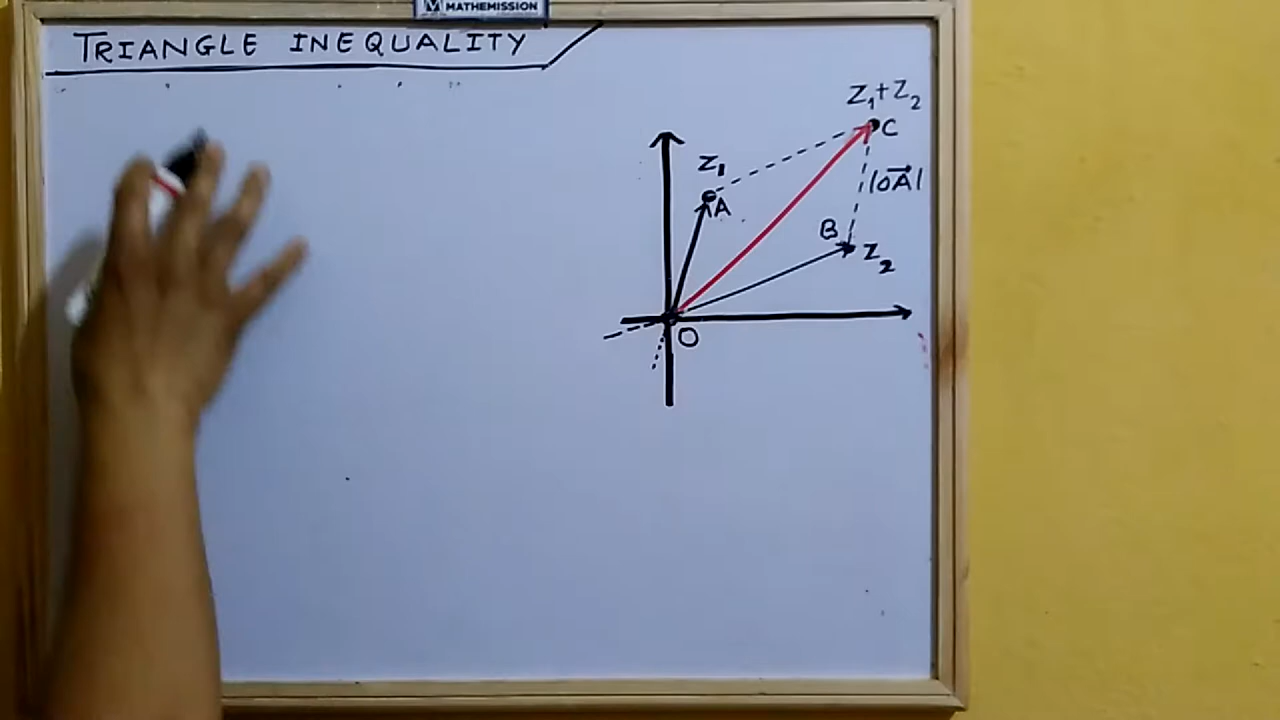 MATHEMISSION
TRIANGLE INEQUALITY
Z₁+Z₂
C
Z₁
|OA|
A
B
Z₂
O